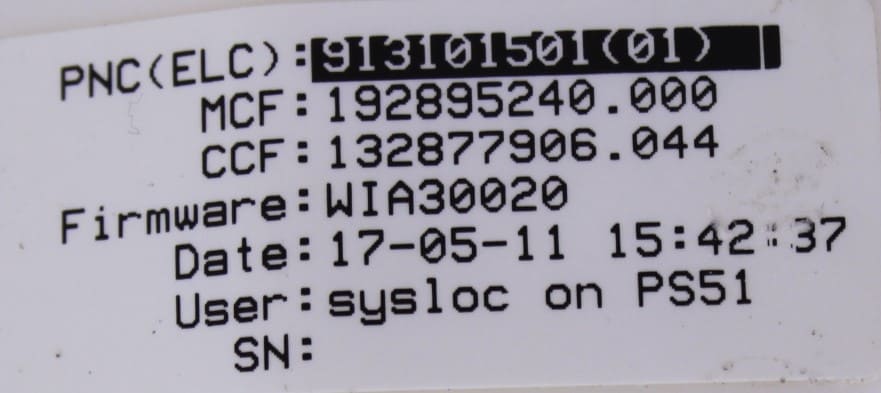 PNC(ELC):913101501(01)
MCF:192895240.000
CCF:132877906.044
Firmware:WIA30020
Date:17-05-11 15:42:37
User:sysloc on PS51
SN: